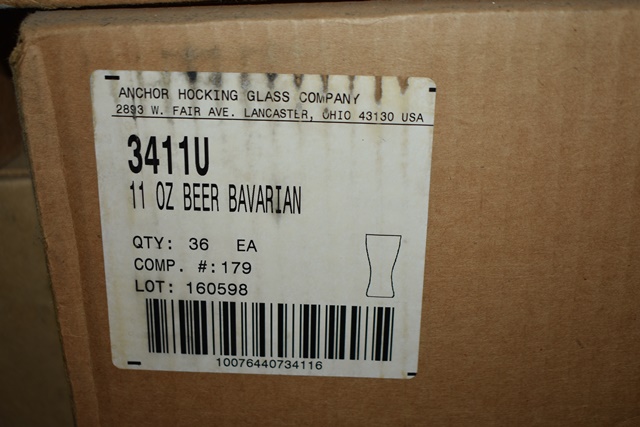 ANCHOR HOCKING GLASS COMPANY
2893 W. FAIR AVE. LANCASTER, OHIO 43130 USA
3411U
11 OZ BEER BAVARIAN
QTY: 36 EA
COMP. #:179
LOT: 160598
10076440734116